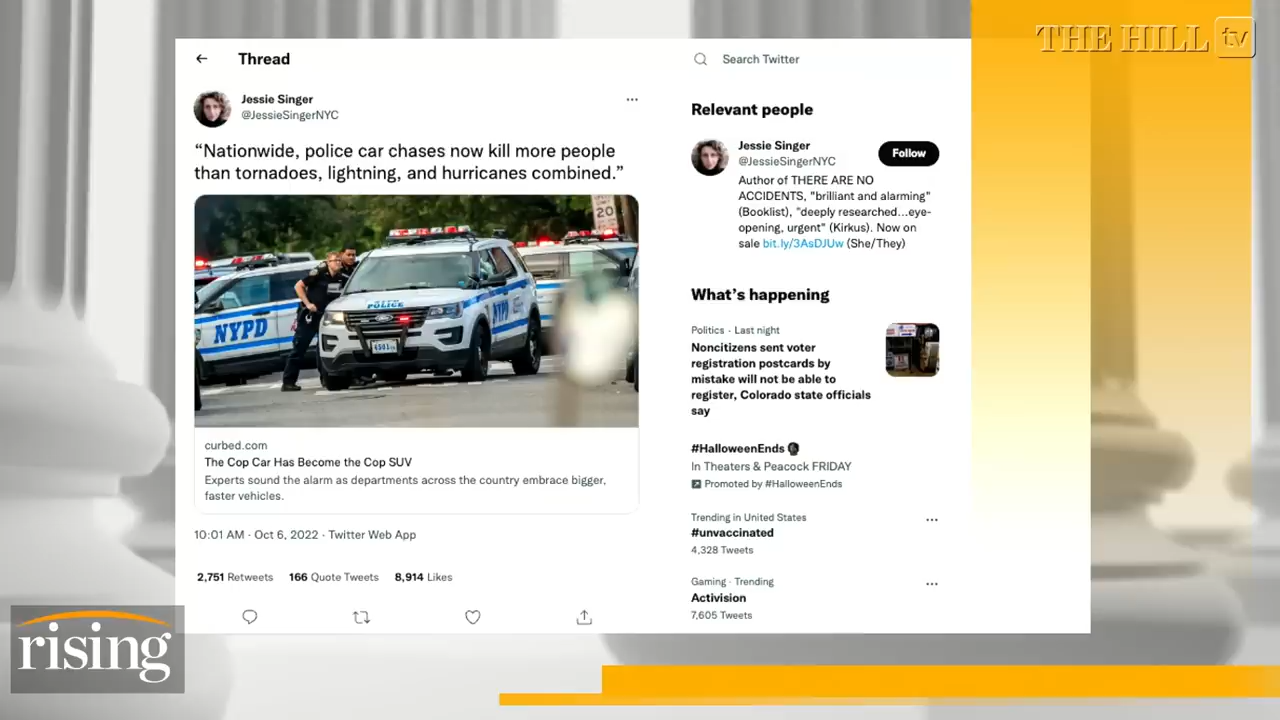 THE HILL tv
Thread
Jessie Singer
@JessieSingerNYC
“Nationwide, police car chases now kill more people
than tornadoes, lightning, and hurricanes combined.”
20
NYPD
POLICE
NYPD
curbed.com
The Cop Car Has Become the Cop SUV
Experts sound the alarm as departments across the country embrace bigger,
faster vehicles.
10:01 AM · Oct 6, 2022 · Twitter Web App
2,751 Retweets 166 Quote Tweets 8,914 Likes
Search Twitter
Relevant people
Jessie Singer
@JessieSingerNYC
Follow
Author of THERE ARE NO
ACCIDENTS, "brilliant and alarming"
(Booklist), "deeply researched...eye-
opening, urgent" (Kirkus). Now on
sale bit.ly/3AsDJUw (She/They)
What’s happening
Politics · Last night
Noncitizens sent voter
registration postcards by
mistake will not be able to
register, Colorado state officials
say
#HalloweenEnds
In Theaters & Peacock FRIDAY
Promoted by #HalloweenEnds
Trending in United States
#unvaccinated
4,328 Tweets
Gaming · Trending
Activision
7,605 Tweets
rising